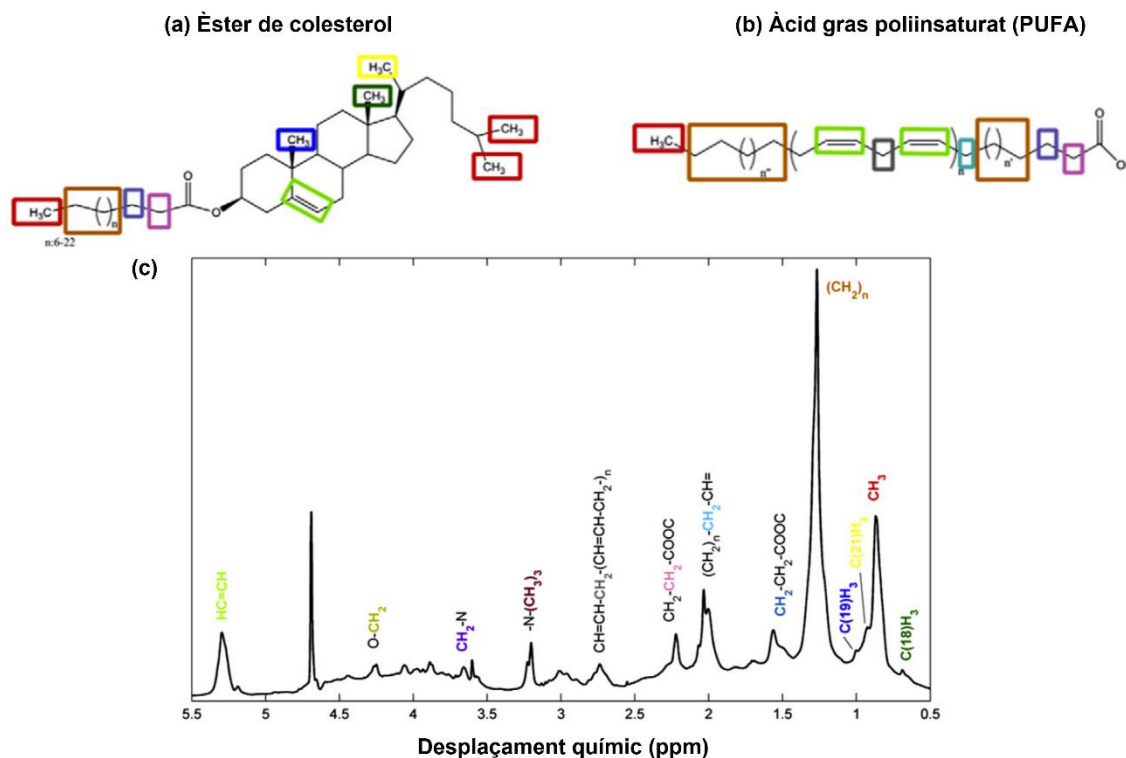 (a) Èster de colesterol
(b) Àcid gras poliinsaturat (PUFA)
H₃C
CH₃
CH₃
CH₃
CH₃
O
O
H₃C
n
n:6-22
H₃C
n"
n
n'
O
O
(c)
HC=CH
O-CH₂
CH₂-N
-N-(CH₃)₃
CH=CH-CH₂-(CH=CH-CH₂-)ₙ
CH₂-CH₂-COOC
(CH₂)ₙ-CH₂-CH=
CH₂-CH₂-COOC
(CH₂)ₙ
C(19)H₃
C(21)H₃
CH₃
C(18)H₃
5.5 5 4.5 4 3.5 3 2.5 2 1.5 1 0.5
Desplaçament químic (ppm)